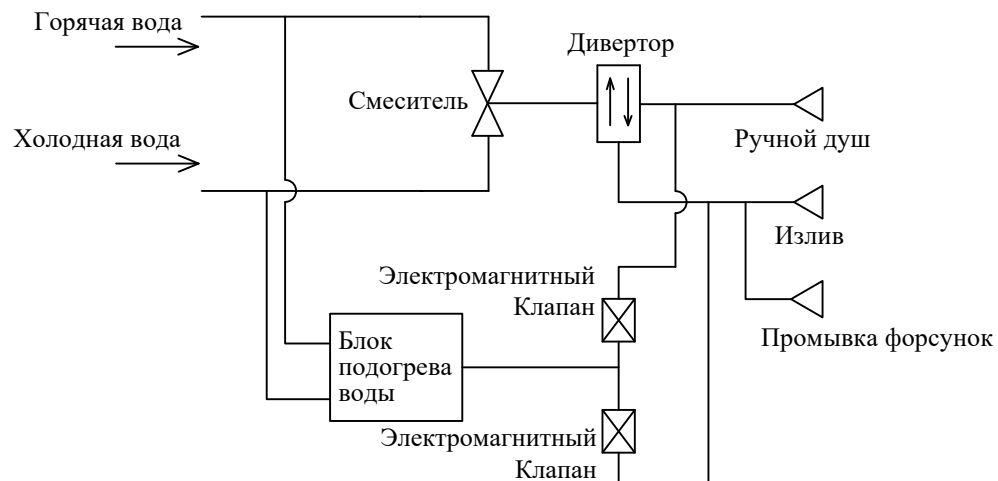 Горячая вода
Дивертор
Смеситель
Холодная вода
Ручной душ
Излив
Электромагнитный
Клапан
Промывка форсунок
Блок
подогрева
воды
Электромагнитный
Клапан